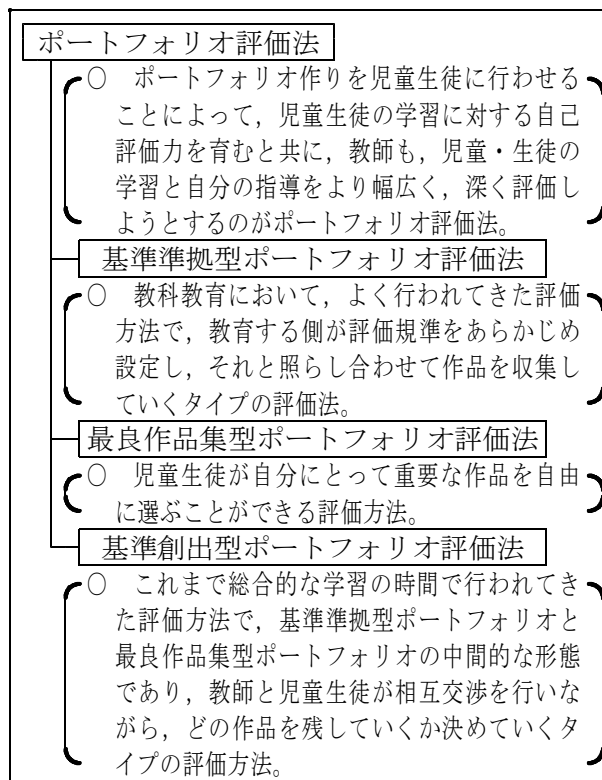 ポートフォリオ評価法
○　ポートフォリオ作りを児童生徒に行わせる
ことによって，児童生徒の学習に対する自己
評価力を育むと共に，教師も，児童・生徒の
学習と自分の指導をより幅広く，深く評価し
ようとするのがポートフォリオ評価法。
基準準拠型ポートフォリオ評価法
○　教科教育において，よく行われてきた評価
方法で，教育する側が評価規準をあらかじめ
設定し，それと照らし合わせて作品を収集し
ていくタイプの評価法。
最良作品集型ポートフォリオ評価法
○　児童生徒が自分にとって重要な作品を自由
に選ぶことができる評価方法。
基準創出型ポートフォリオ評価法
○　これまで総合的な学習の時間で行われてき
た評価方法で，基準準拠型ポートフォリオと
最良作品集型ポートフォリオの中間的な形態
であり，教師と児童生徒が相互交渉を行いな
がら，どの作品を残していくか決めていくタ
イプの評価方法。